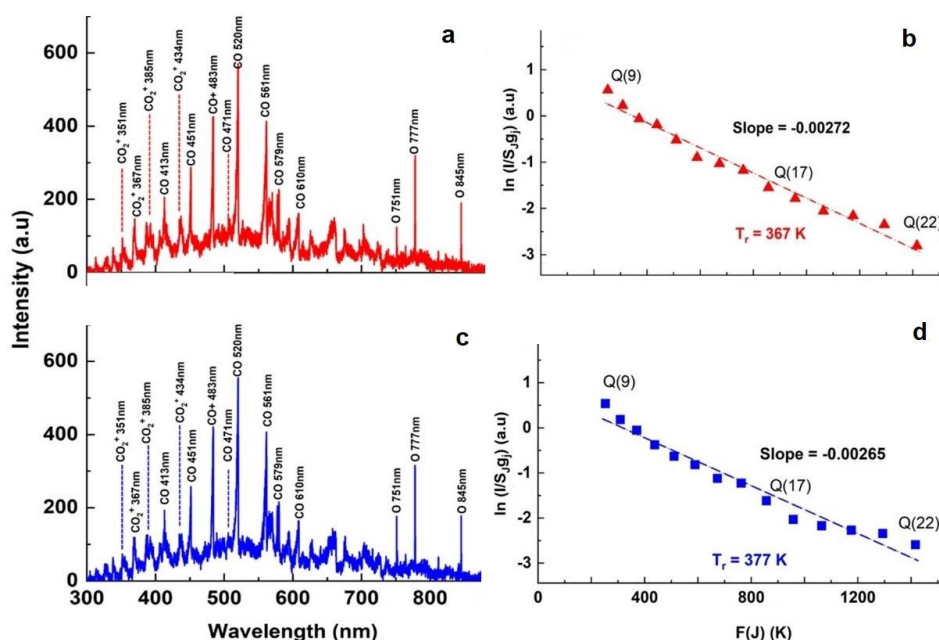 a
600
400
200
0
Intensity (a.u)
CO₂⁺ 351nm
CO₂⁺ 367nm
CO₂⁺ 385nm
CO 413nm
CO₂⁺ 434nm
CO 451nm
CO+ 483nm
CO 471nm
CO 520nm
CO 561nm
CO 579nm
CO 610nm
O 751nm
O 777nm
O 845nm
b
1
0
-1
-2
-3
ln (I/SJgj) (a.u)
Q(9)
Slope = -0.00272
Q(17)
Q(22)
Tr = 367 K
c
600
400
200
0
CO₂⁺ 351nm
CO₂⁺ 367nm
CO₂⁺ 385nm
CO 413nm
CO₂⁺ 434nm
CO 451nm
CO+ 483nm
CO 471nm
CO 520nm
CO 561nm
CO 579nm
CO 610nm
O 751nm
O 777nm
O 845nm
300 400 500 600 700 800
Wavelength (nm)
d
1
0
-1
-2
-3
ln (I/SJgj) (a.u)
Q(9)
Slope = -0.00265
Q(17)
Q(22)
Tr = 377 K
0 400 800 1200
F(J) (K)